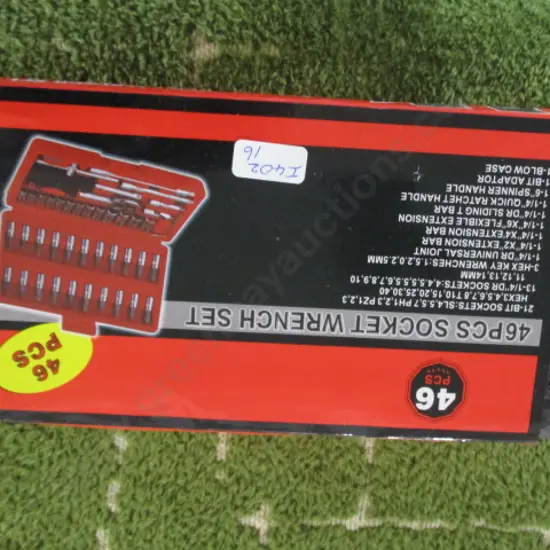 46PCS SOCKET WRENCH SET
21-BIT SOCKETS:SL4,5.5,7 PH1,2,3 PZ1,2,3
HEX3,4,5,6,7,8 T10,15,20,25,30,40
13-1/4"DR SOCKETS:4,4.5,5,5.5,6,7,8,9,10
11,12,13,14MM
3-HEX KEY WRENCHES:1.5,2.0,2.5MM
1-1/4"DR UNIVERSAL JOINT
1-1/4"X2"EXTENSION BAR
1-1/4"X4"EXTENSION BAR
1-1/4"X6"FLEXIBLE EXTENSION
1-1/4"DR SLIDING T BAR
1-1/4"QUICK RATCHET HANDLE
1-6"SPINNER HANDLE
1-BIT ADAPTOR
1-BLOW CASE
46
PCS
46
PCS
I402
16